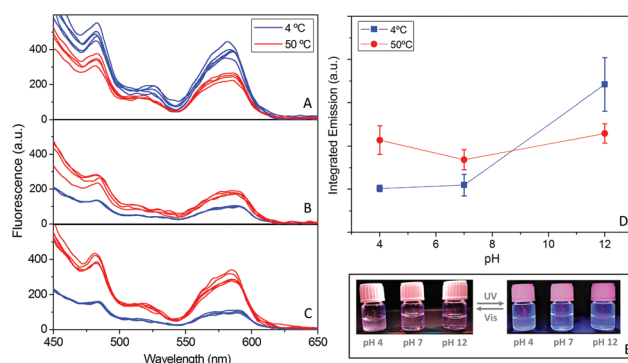 4 ºC
50 ºC
400
200
0
A
400
200
0
B
400
200
0
C
450
500
550
600
650
Wavelength (nm)
Fluorescence (a.u.)
4ºC
50ºC
Integrated Emission (a.u.)
D
4
6
8
10
12
pH
pH 4
pH 7
pH 12
UV
Vis
pH 4
pH 7
pH 12